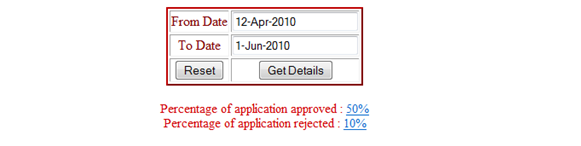 From Date 12-Apr-2010
To Date 1-Jun-2010
Reset Get Details
Percentage of application approved : 50%
Percentage of application rejected : 10%